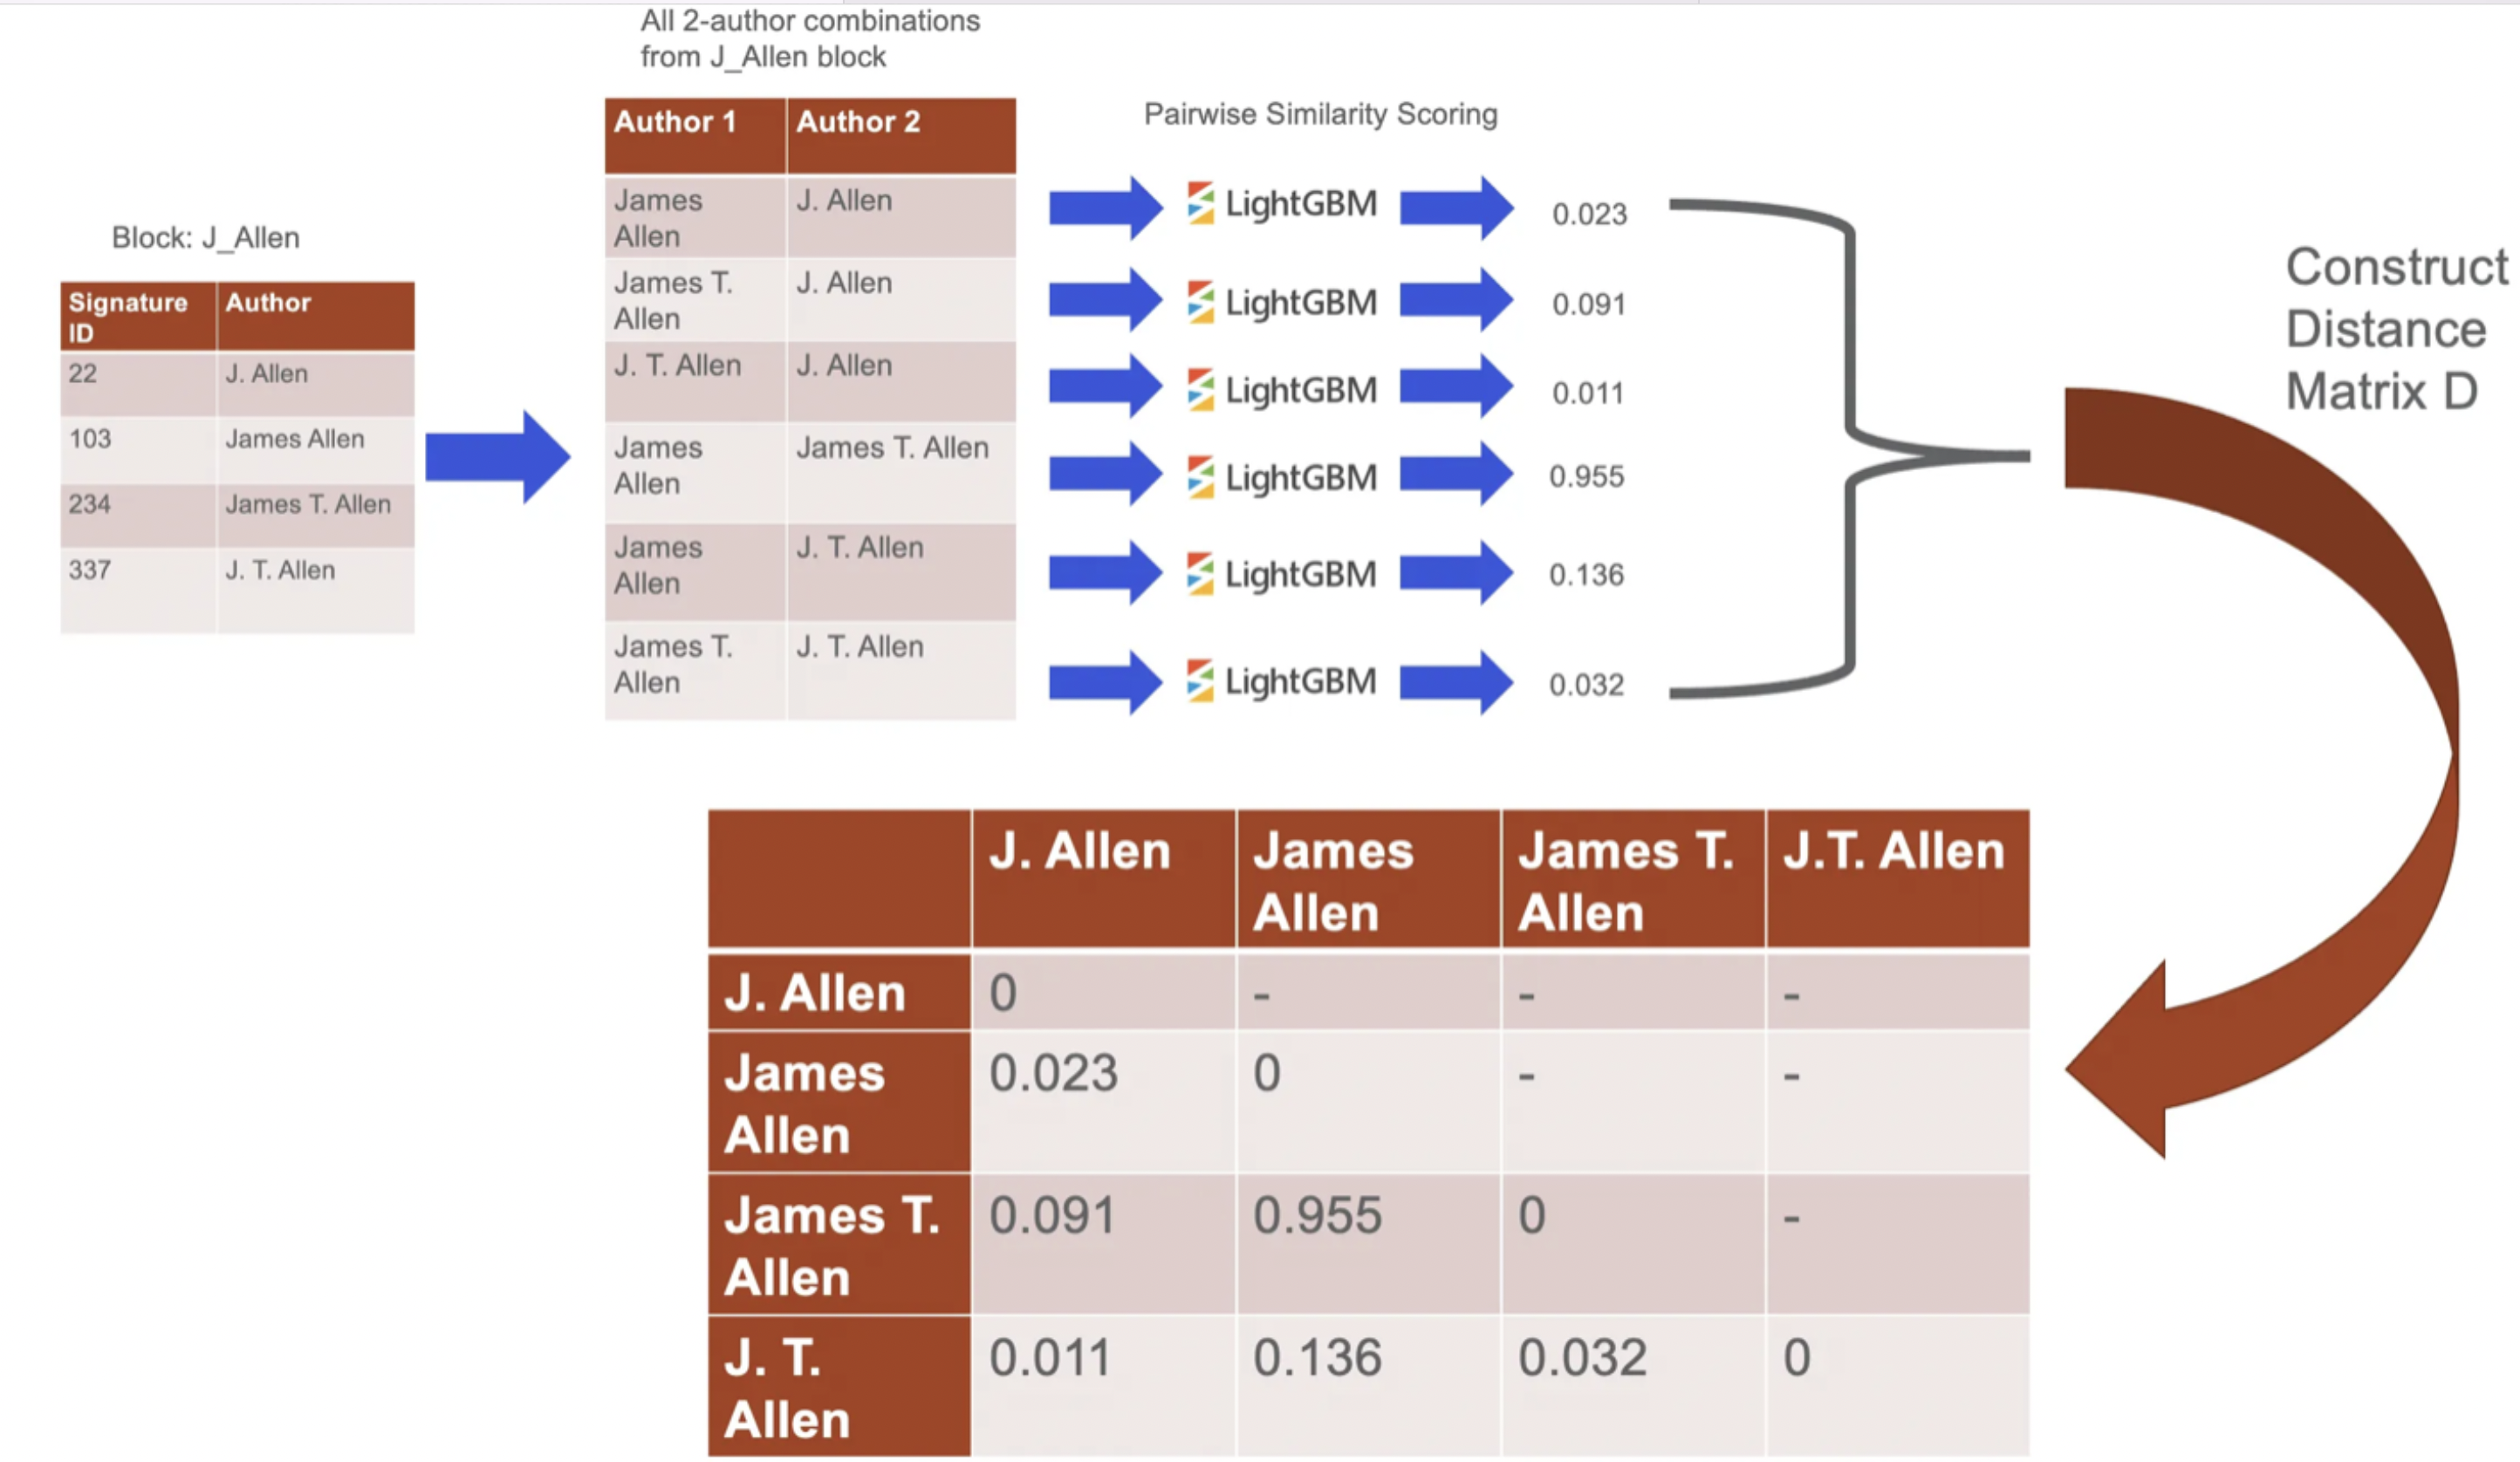 All 2-author combinations
from J_Allen block
Block: J_Allen
Signature ID
Author
22
J. Allen
103
James Allen
234
James T. Allen
337
J. T. Allen
Author 1
Author 2
James
Allen
J. Allen
James T.
Allen
J. Allen
J. T. Allen
J. Allen
James
Allen
James T. Allen
James
Allen
J. T. Allen
James T.
Allen
J. T. Allen
Pairwise Similarity Scoring
LightGBM
0.023
LightGBM
0.091
LightGBM
0.011
LightGBM
0.955
LightGBM
0.136
LightGBM
0.032
Construct
Distance
Matrix D
J. Allen
James
Allen
James T.
Allen
J.T. Allen
J. Allen
0
-
-
-
James
Allen
0.023
0
-
-
James T.
Allen
0.091
0.955
0
-
J. T.
Allen
0.011
0.136
0.032
0